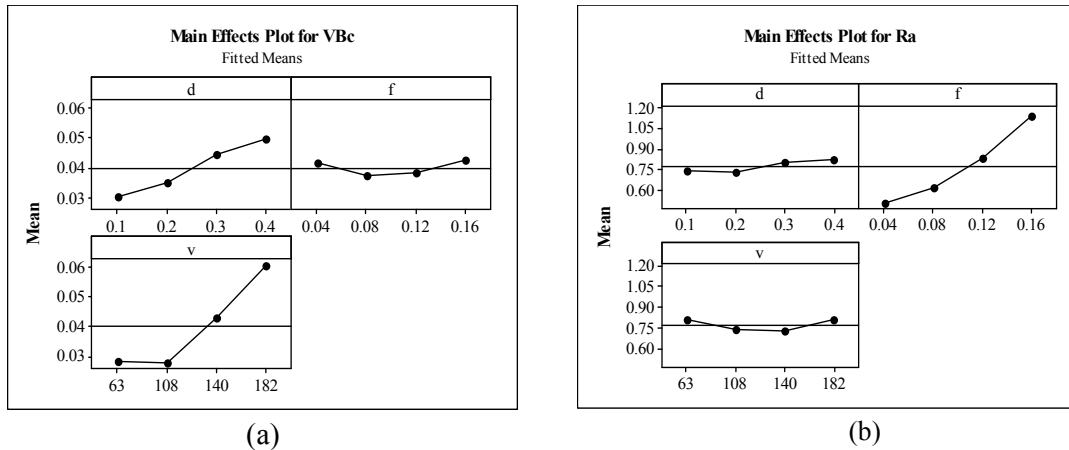 Main Effects Plot for VBc
Fitted Means
d f
0.06
0.05
0.04
0.03
0.1 0.2 0.3 0.4 0.04 0.08 0.12 0.16
Mean
v
0.06
0.05
0.04
0.03
63 108 140 182
(a)
Main Effects Plot for Ra
Fitted Means
d f
1.20
1.05
0.90
0.75
0.60
0.1 0.2 0.3 0.4 0.04 0.08 0.12 0.16
Mean
v
1.20
1.05
0.90
0.75
0.60
63 108 140 182
(b)